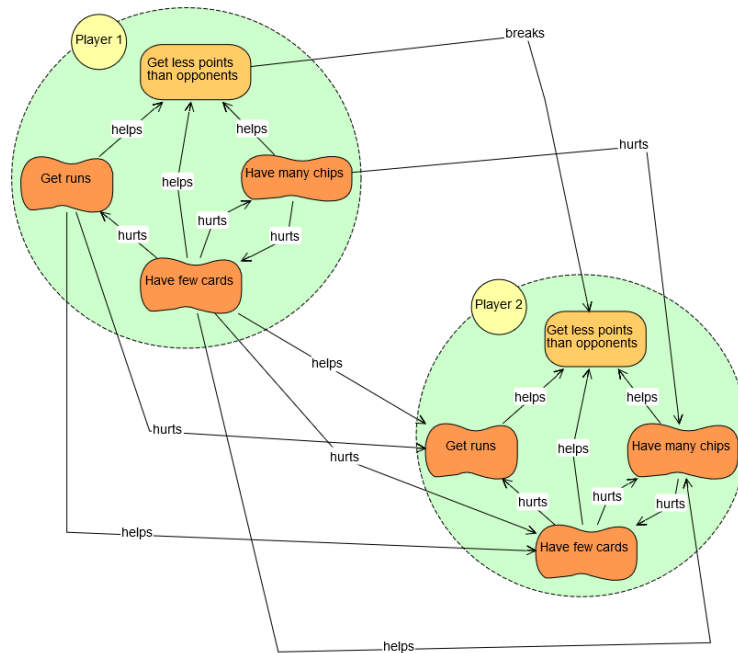 Player 1
breaks
Get less points
than opponents
helps
helps
hurts
Get runs
helps
Have many chips
hurts
hurts
hurts
Have few cards
Player 2
Get less points
than opponents
helps
helps
helps
hurts
Get runs
helps
Have many chips
hurts
hurts
hurts
hurts
helps
Have few cards
helps